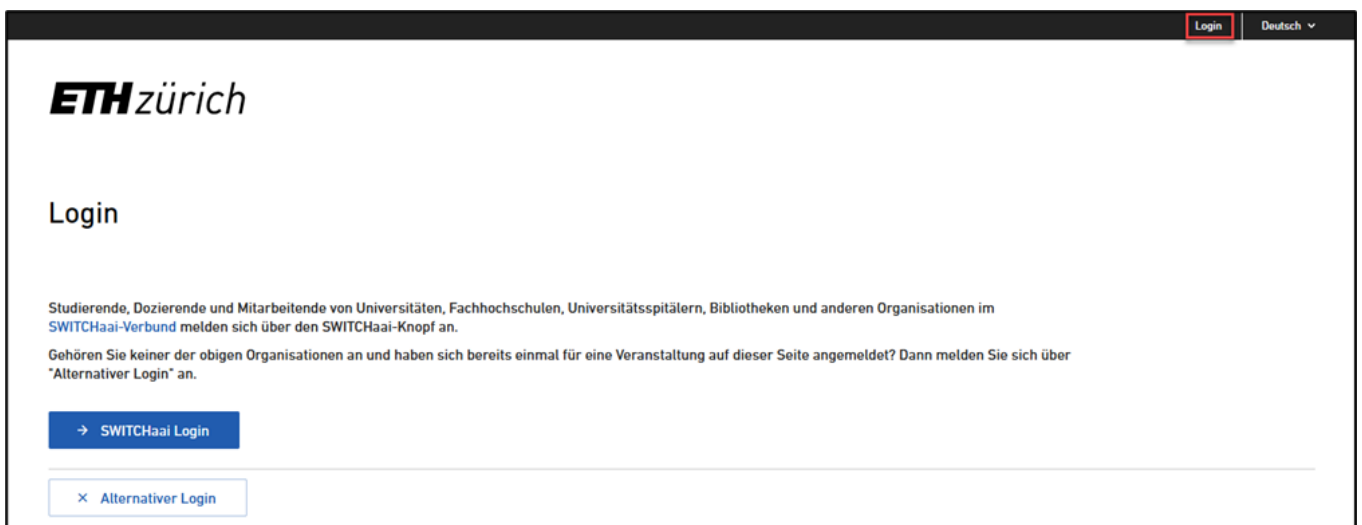 Login Deutsch
ETH zürich
Login
Studierende, Dozierende und Mitarbeitende von Universitäten, Fachhochschulen, Universitätsspitälern, Bibliotheken und anderen Organisationen im
SWITCHaai-Verbund melden sich über den SWITCHaai-Knopf an.
Gehören Sie keiner der obigen Organisationen an und haben sich bereits einmal für eine Veranstaltung auf dieser Seite angemeldet? Dann melden Sie sich über
"Alternativer Login" an.
SWITCHaai Login
Alternativer Login